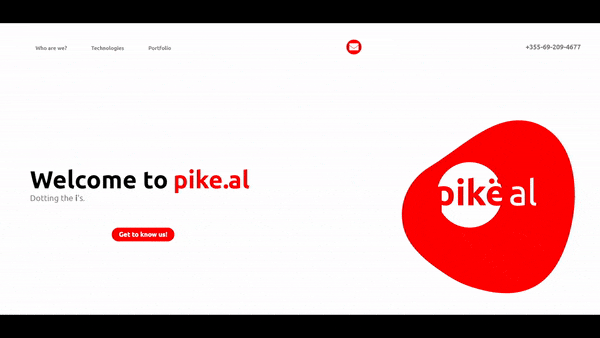 Who are we? Technologies Portfolio +355-69-209-4677
Welcome to pike.al
Dotting the i's.
Get to know us!
pikë al